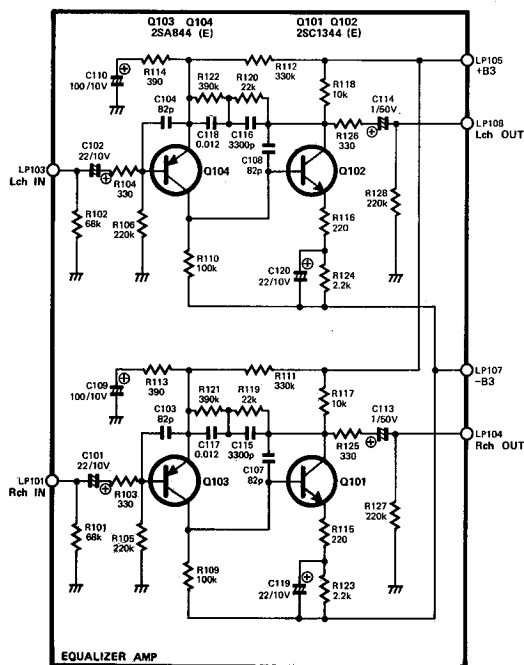 Q103 Q104
2SA844 (E)
Q101 Q102
2SC1344 (E)
C110
100/10V
R114
390
R112
330k
LP105
+B3
R122
390k
R120
22k
R118
10k
C104
82p
C118
0.012
C116
3300p
C114
1/50V
LP108
Lch OUT
R126
330
C102
22/10V
C108
82p
LP103
Lch IN
R104
330
Q104
Q102
R102
68k
R106
220k
R116
220
R128
220k
R110
100k
C120
22/10V
R124
2.2k
C109
100/10V
R113
390
R111
330k
LP107
-B3
R121
390k
R119
22k
R117
10k
C103
82p
C117
0.012
C115
3300p
C113
1/50V
LP104
Rch OUT
R125
330
C101
22/10V
C107
82p
LP101
Rch IN
R103
330
Q103
Q101
R101
68k
R105
220k
R115
220
R127
220k
R109
100k
C119
22/10V
R123
2.2k
EQUALIZER AMP